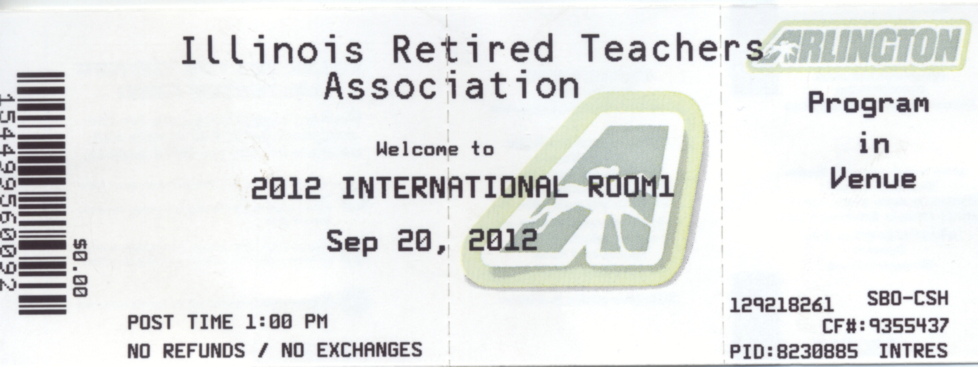 Illinois Retired Teachers
Association
Welcome to
2012 INTERNATIONAL ROOM1
Sep 20, 2012
POST TIME 1:00 PM
NO REFUNDS / NO EXCHANGES
154499560092
$0.00
ARLINGTON
Program
in
Venue
129218261 SBO-CSH
CF#:9355437
PID:8230885 INTRES